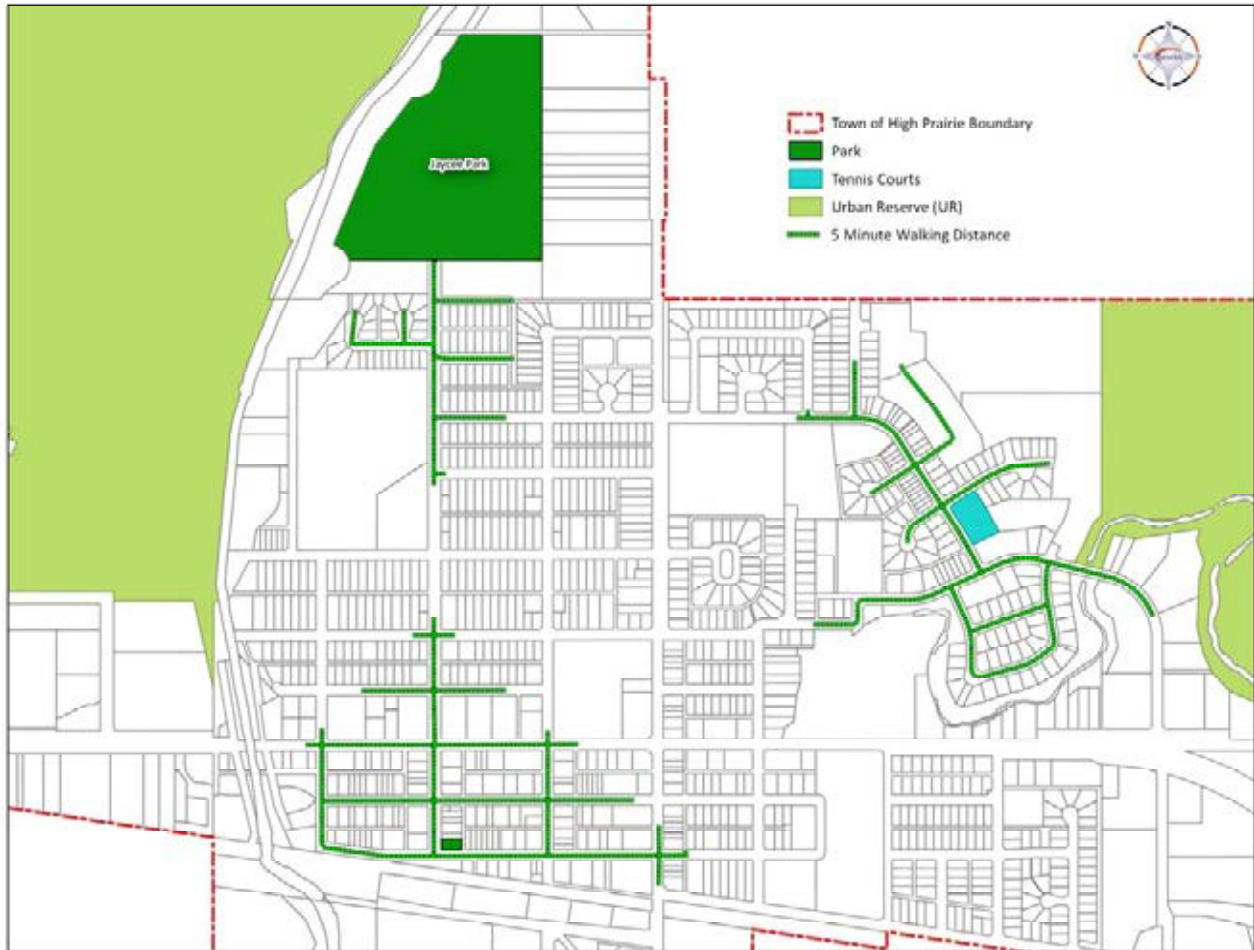 Town of High Prairie Boundary
Park
Jaycee Park
Tennis Courts
Urban Reserve (UR)
5 Minute Walking Distance